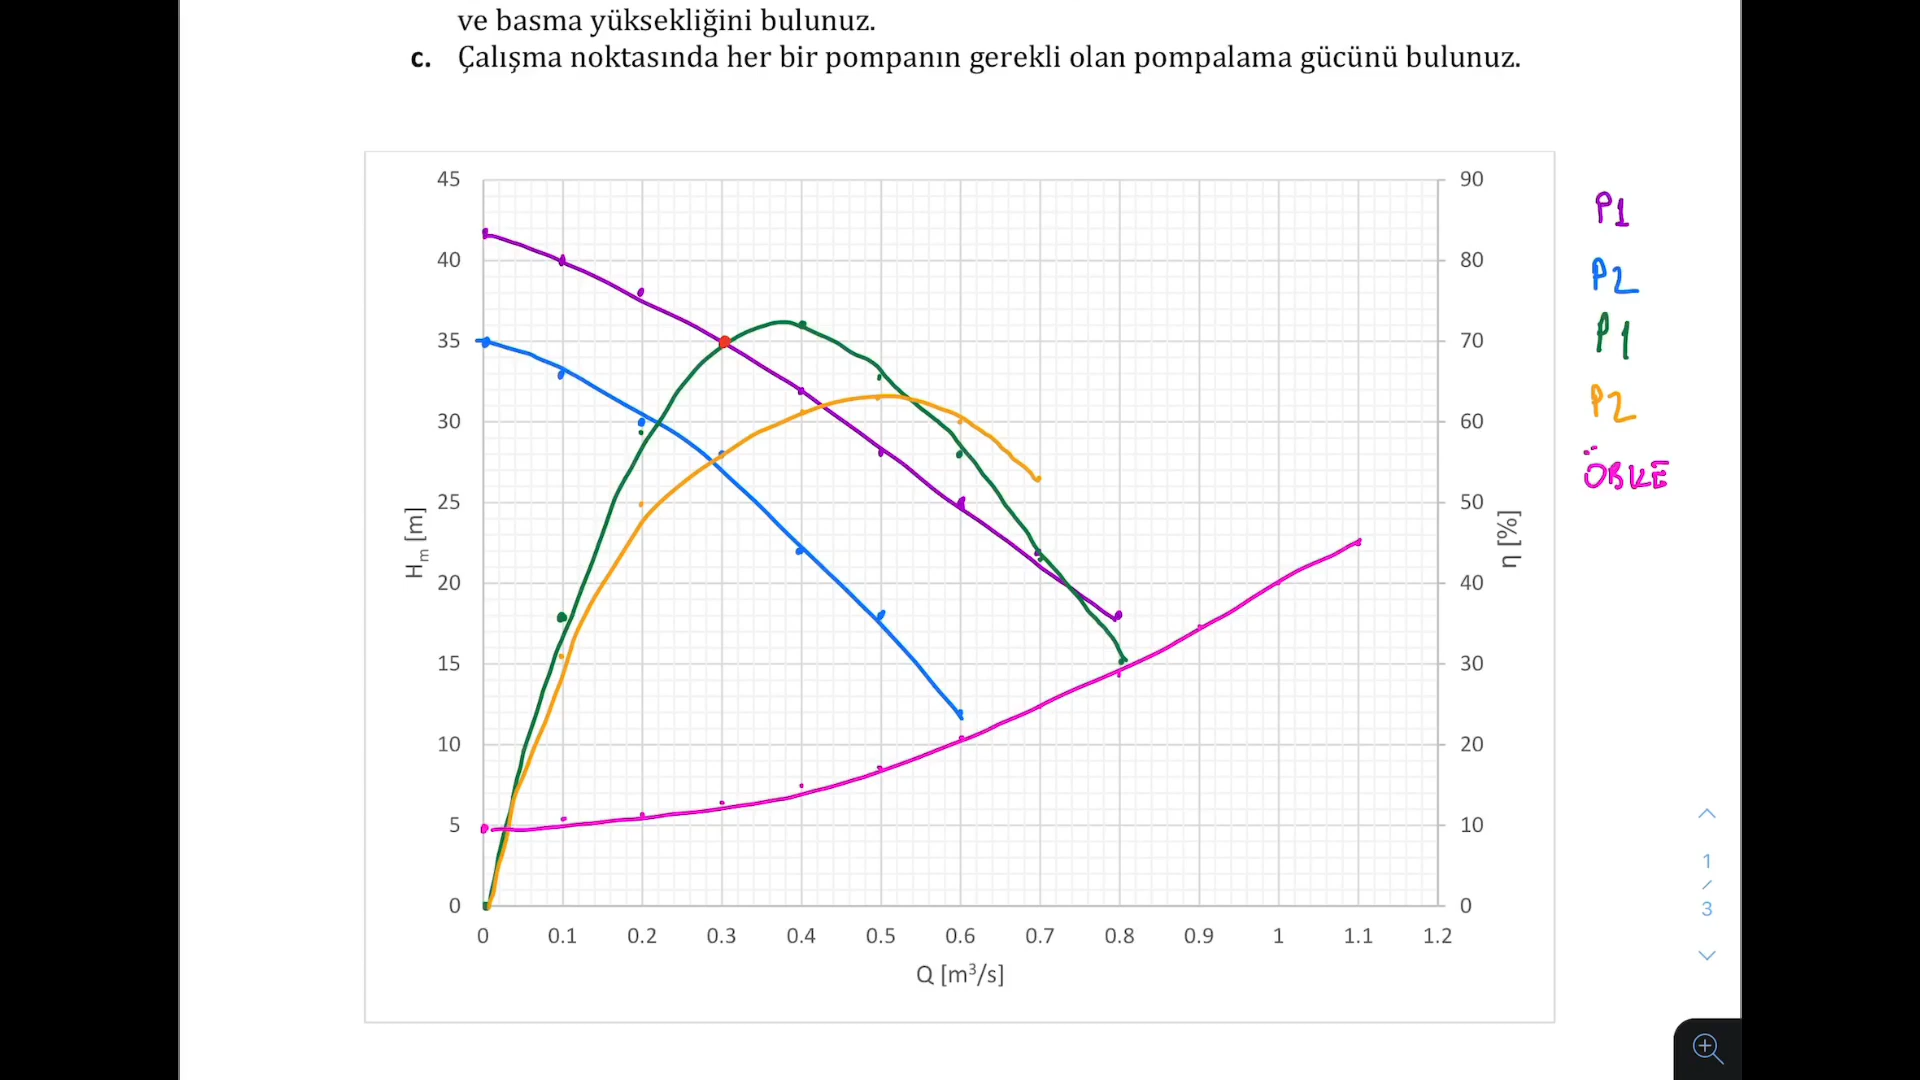 ve basma yüksekliğini bulunuz.
c. Çalışma noktasında her bir pompanın gerekli olan pompalama gücünü bulunuz.
45
40
35
30
25
20
15
10
5
0
Hm [m]
90
80
70
60
50
40
30
20
10
0
η [%]
0 0.1 0.2 0.3 0.4 0.5 0.6 0.7 0.8 0.9 1 1.1 1.2
Q [m³/s]
P1
P2
P1
P2
ÖBKE
1
/
3